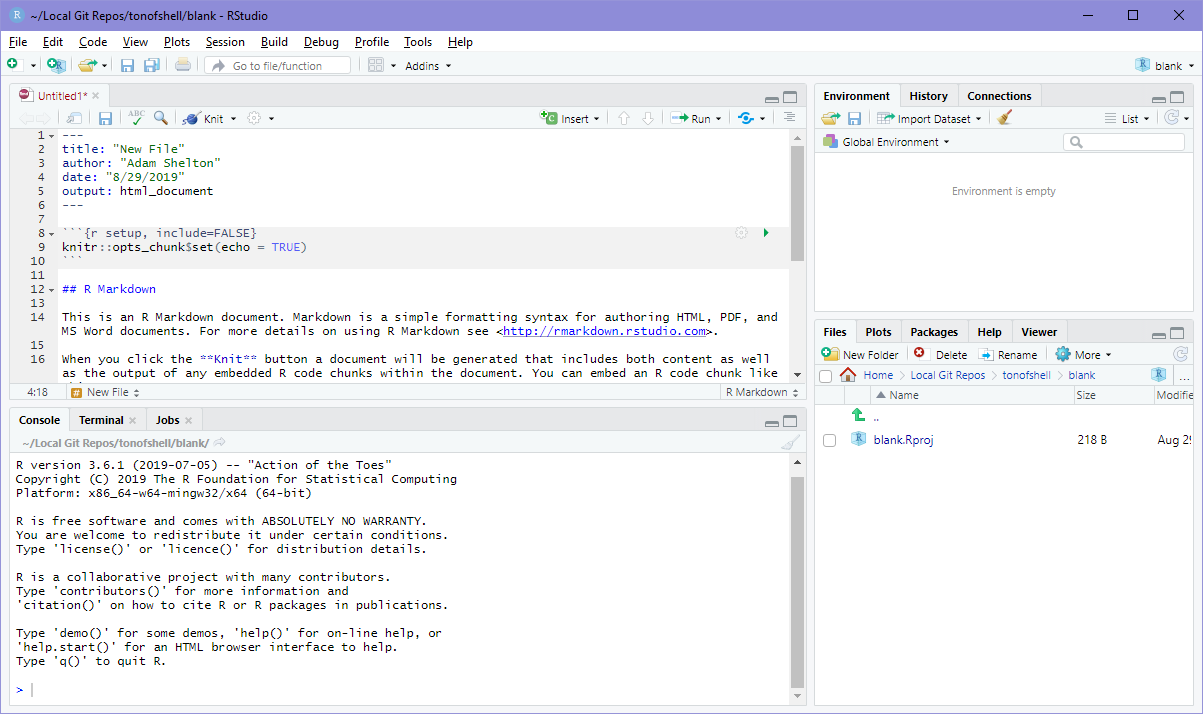 ~/Local Git Repos/tonofshell/blank - RStudio
File Edit Code View Plots Session Build Debug Profile Tools Help
Go to file/function Addins blank
Untitled1*
ABC Knit Insert Run
1 ---
2 title: "New File"
3 author: "Adam Shelton"
4 date: "8/29/2019"
5 output: html_document
6 ---
7
8 ```{r setup, include=FALSE}
9 knitr::opts_chunk$set(echo = TRUE)
10 ```
11
12 ## R Markdown
13
14 This is an R Markdown document. Markdown is a simple formatting syntax for authoring HTML, PDF, and
MS Word documents. For more details on using R Markdown see <http://rmarkdown.rstudio.com>.
15
16 When you click the **Knit** button a document will be generated that includes both content as well
as the output of any embedded R code chunks within the document. You can embed an R code chunk like
4:18 # New File R Markdown
Console Terminal Jobs
~/Local Git Repos/tonofshell/blank/
R version 3.6.1 (2019-07-05) -- "Action of the Toes"
Copyright (C) 2019 The R Foundation for Statistical Computing
Platform: x86_64-w64-mingw32/x64 (64-bit)
R is free software and comes with ABSOLUTELY NO WARRANTY.
You are welcome to redistribute it under certain conditions.
Type 'license()' or 'licence()' for distribution details.
R is a collaborative project with many contributors.
Type 'contributors()' for more information and
'citation()' on how to cite R or R packages in publications.
Type 'demo()' for some demos, 'help()' for on-line help, or
'help.start()' for an HTML browser interface to help.
Type 'q()' to quit R.
>
Environment History Connections
Import Dataset List
Global Environment
Environment is empty
Files Plots Packages Help Viewer
New Folder Delete Rename More
Home Local Git Repos tonofshell blank ...
Name Size Modifie
..
blank.Rproj 218 B Aug 29